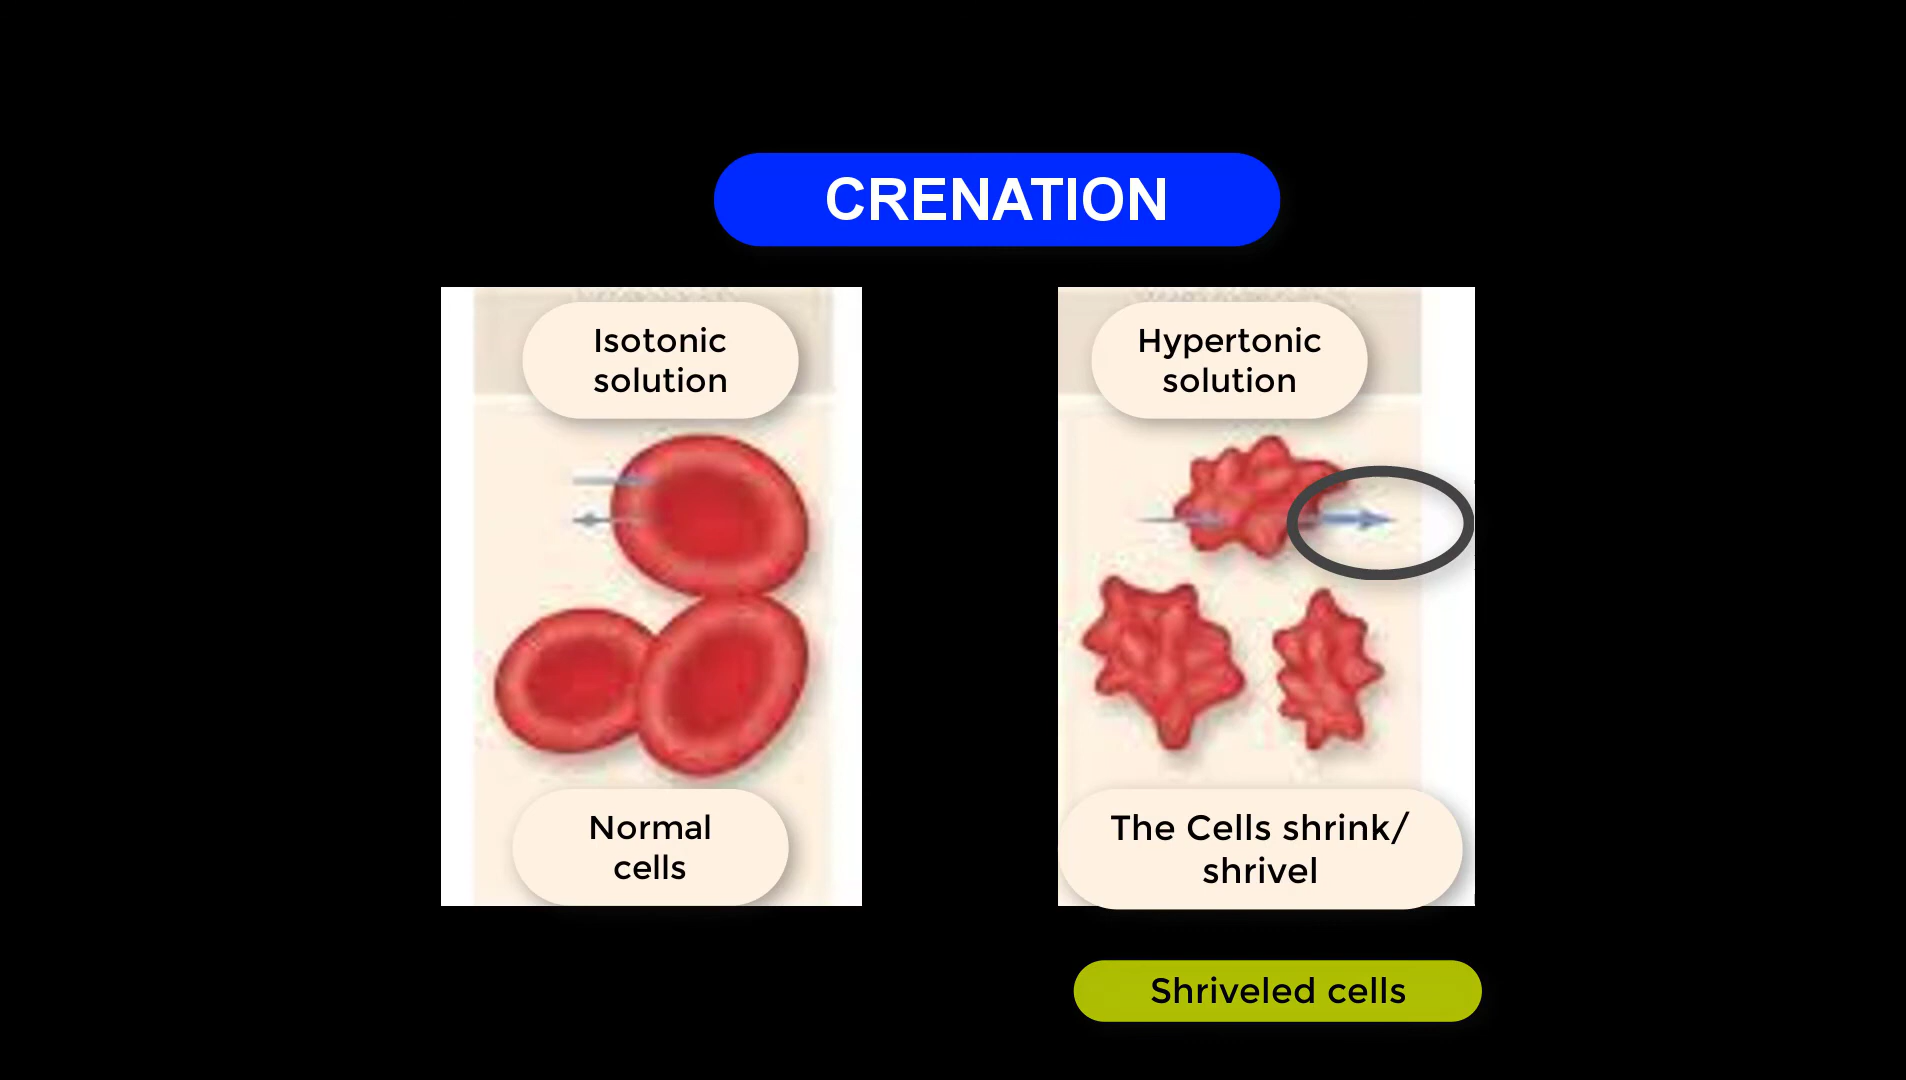 CRENATION
Isotonic
solution
Hypertonic
solution
Normal
cells
The Cells shrink/
shrivel
Shriveled cells